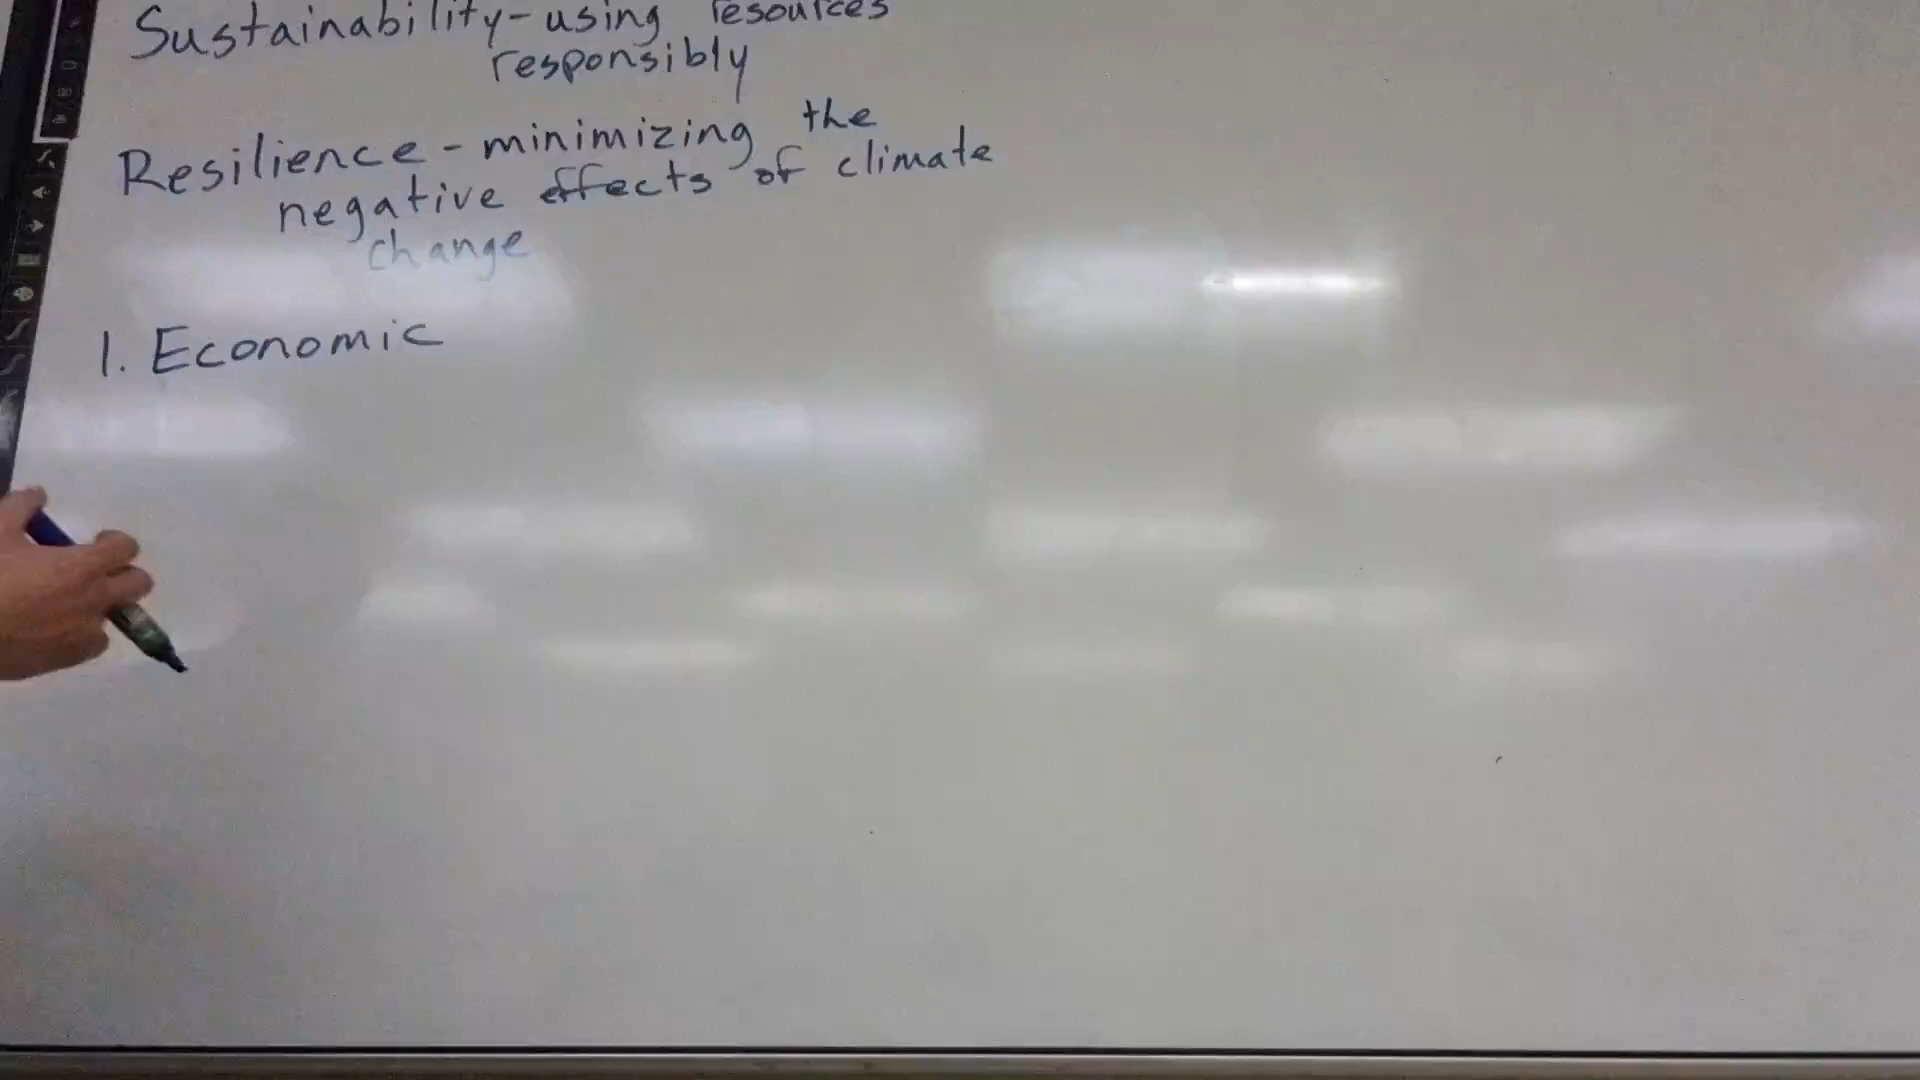 Sustainability - using resources
responsibly
Resilience - minimizing the
negative effects of climate
change
1. Economic